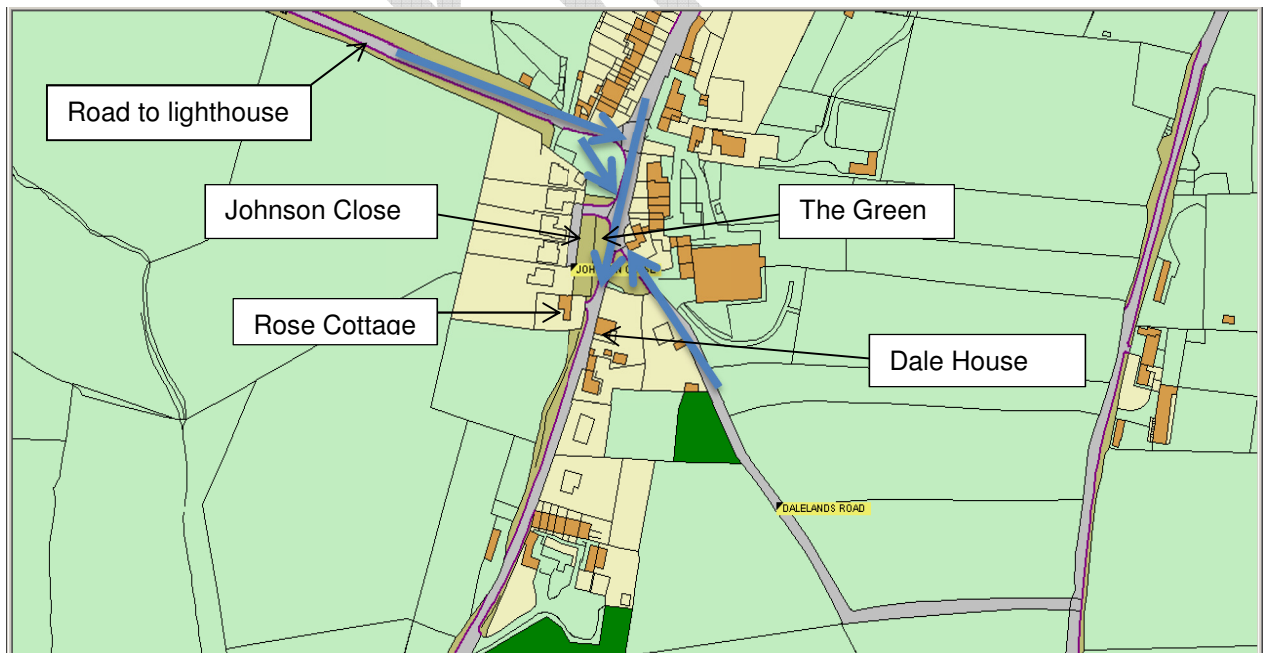 Road to lighthouse
Johnson Close
The Green
Rose Cottage
Dale House
DALELANDS ROAD